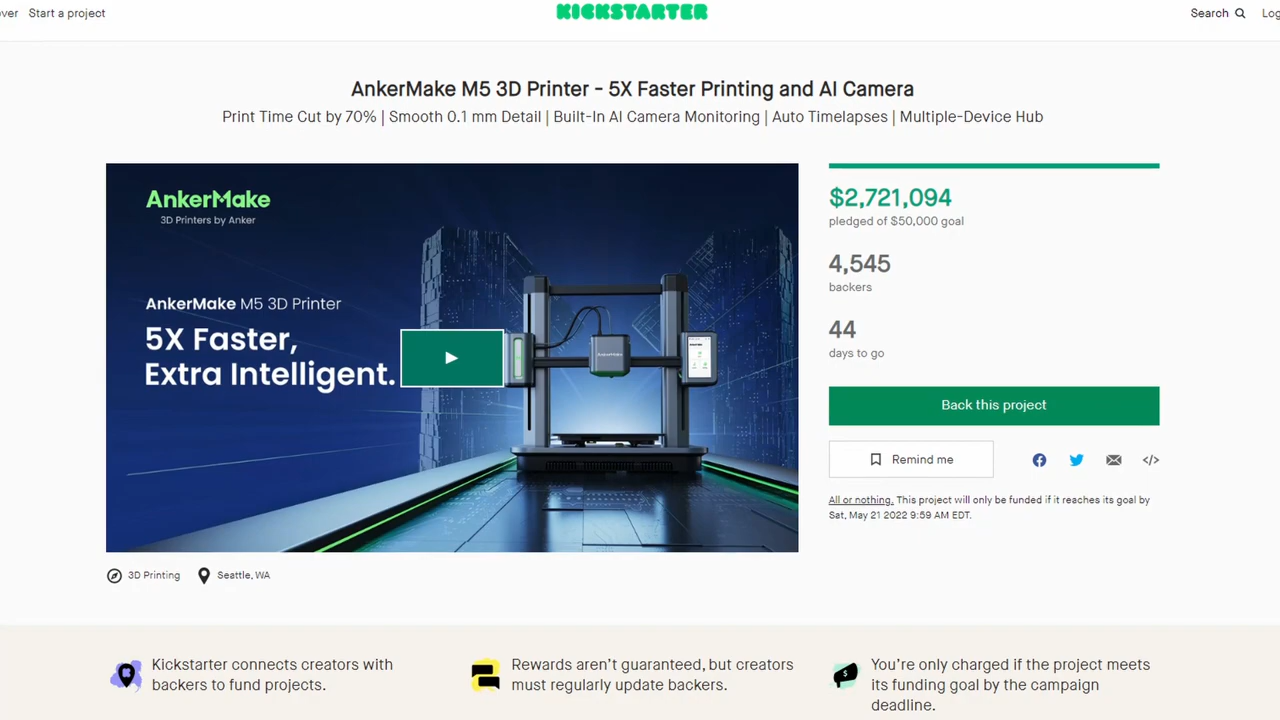 ver Start a project
KICKSTARTER
Search
Log
AnkerMake M5 3D Printer - 5X Faster Printing and AI Camera
Print Time Cut by 70% | Smooth 0.1 mm Detail | Built-In AI Camera Monitoring | Auto Timelapses | Multiple-Device Hub
AnkerMake
3D Printers by Anker
AnkerMake M5 3D Printer
5X Faster,
Extra Intelligent.
AnkerMake
$2,721,094
pledged of $50,000 goal
4,545
backers
44
days to go
Back this project
Remind me
All or nothing. This project will only be funded if it reaches its goal by
Sat, May 21 2022 9:59 AM EDT.
3D Printing
Seattle, WA
Kickstarter connects creators with
backers to fund projects.
Rewards aren't guaranteed, but creators
must regularly update backers.
You're only charged if the project meets
its funding goal by the campaign
deadline.